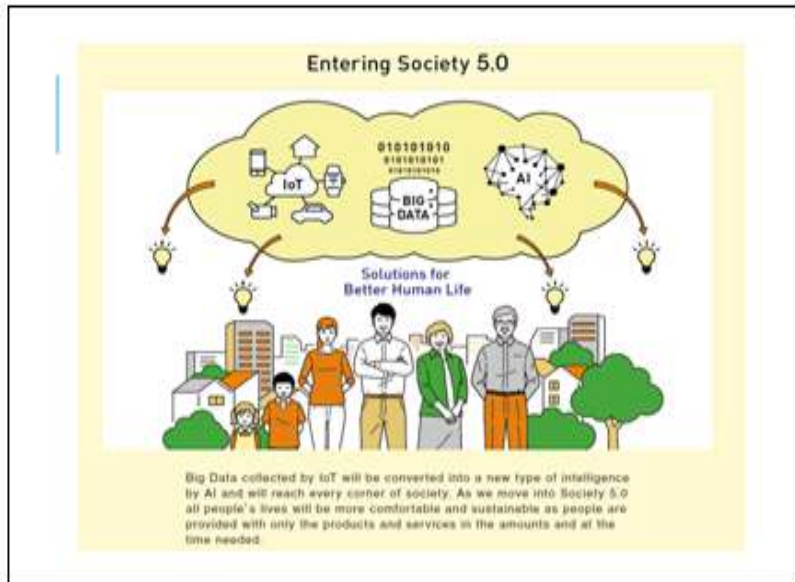 Entering Society 5.0
010101010
0101010101
01010101010
IoT
BIG
DATA
AI
Solutions for
Better Human Life
Big Data collected by IoT will be converted into a new type of intelligence
by AI and will reach every corner of society. As we move into Society 5.0
all people's lives will be more comfortable and sustainable as people are
provided with only the products and services in the amounts and at the
time needed.